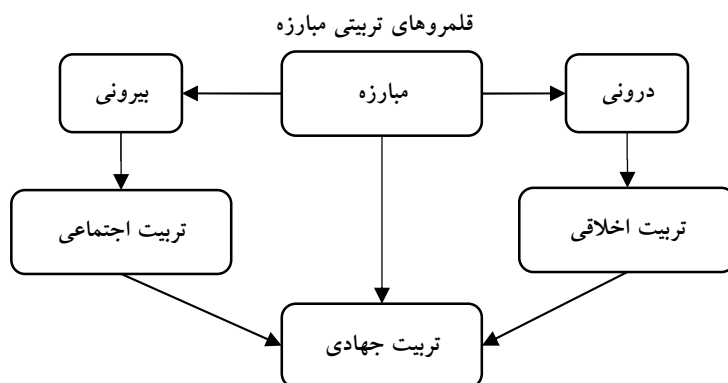 قلمروهای تربیتی مبارزه
درونی
مبارزه
بیرونی
تربیت اخلاقی
تربیت اجتماعی
تربیت جهادی